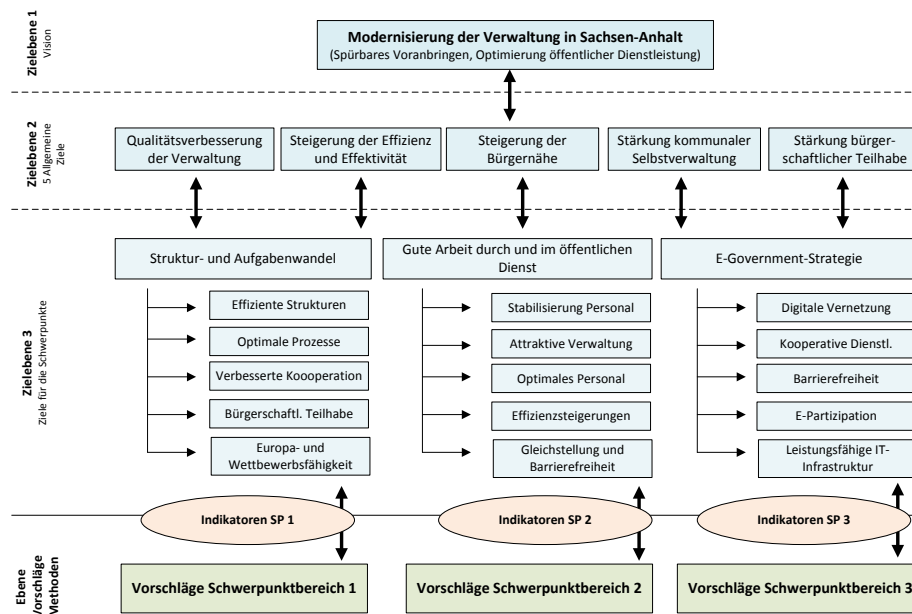 Zielebene 1
Vision
Modernisierung der Verwaltung in Sachsen-Anhalt
(Spürbares Voranbringen, Optimierung öffentlicher Dienstleistung)
Zielebene 2
5 Allgemeine
Ziele
Qualitätsverbesserung
der Verwaltung
Steigerung der Effizienz
und Effektivität
Steigerung der
Bürgernähe
Stärkung kommunaler
Selbstverwaltung
Stärkung bürger-
schaftlicher Teilhabe
Zielebene 3
Ziele für die Schwerpunkte
Struktur- und Aufgabenwandel
Effiziente Strukturen
Optimale Prozesse
Verbesserte Koooperation
Bürgerschaftl. Teilhabe
Europa- und
Wettbewerbsfähigkeit
Gute Arbeit durch und im öffentlichen
Dienst
Stabilisierung Personal
Attraktive Verwaltung
Optimales Personal
Effizienzsteigerungen
Gleichstellung und
Barrierefreiheit
E-Government-Strategie
Digitale Vernetzung
Kooperative Dienstl.
Barrierefreiheit
E-Partizipation
Leistungsfähige IT-
Infrastruktur
Indikatoren SP 1
Indikatoren SP 2
Indikatoren SP 3
Ebene
Vorschläge
Methoden
Vorschläge Schwerpunktbereich 1
Vorschläge Schwerpunktbereich 2
Vorschläge Schwerpunktbereich 3